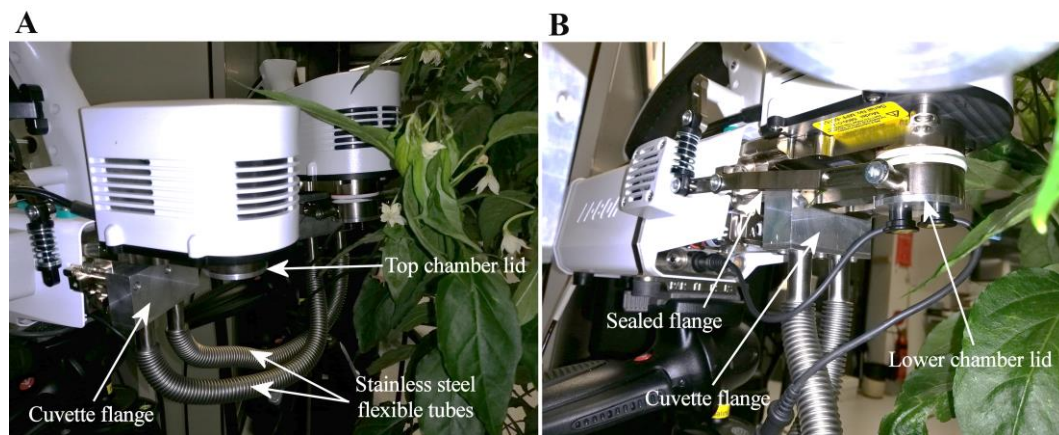 A
B
Top chamber lid
Stainless steel
flexible tubes
Cuvette flange
Sealed flange
Cuvette flange
Lower chamber lid